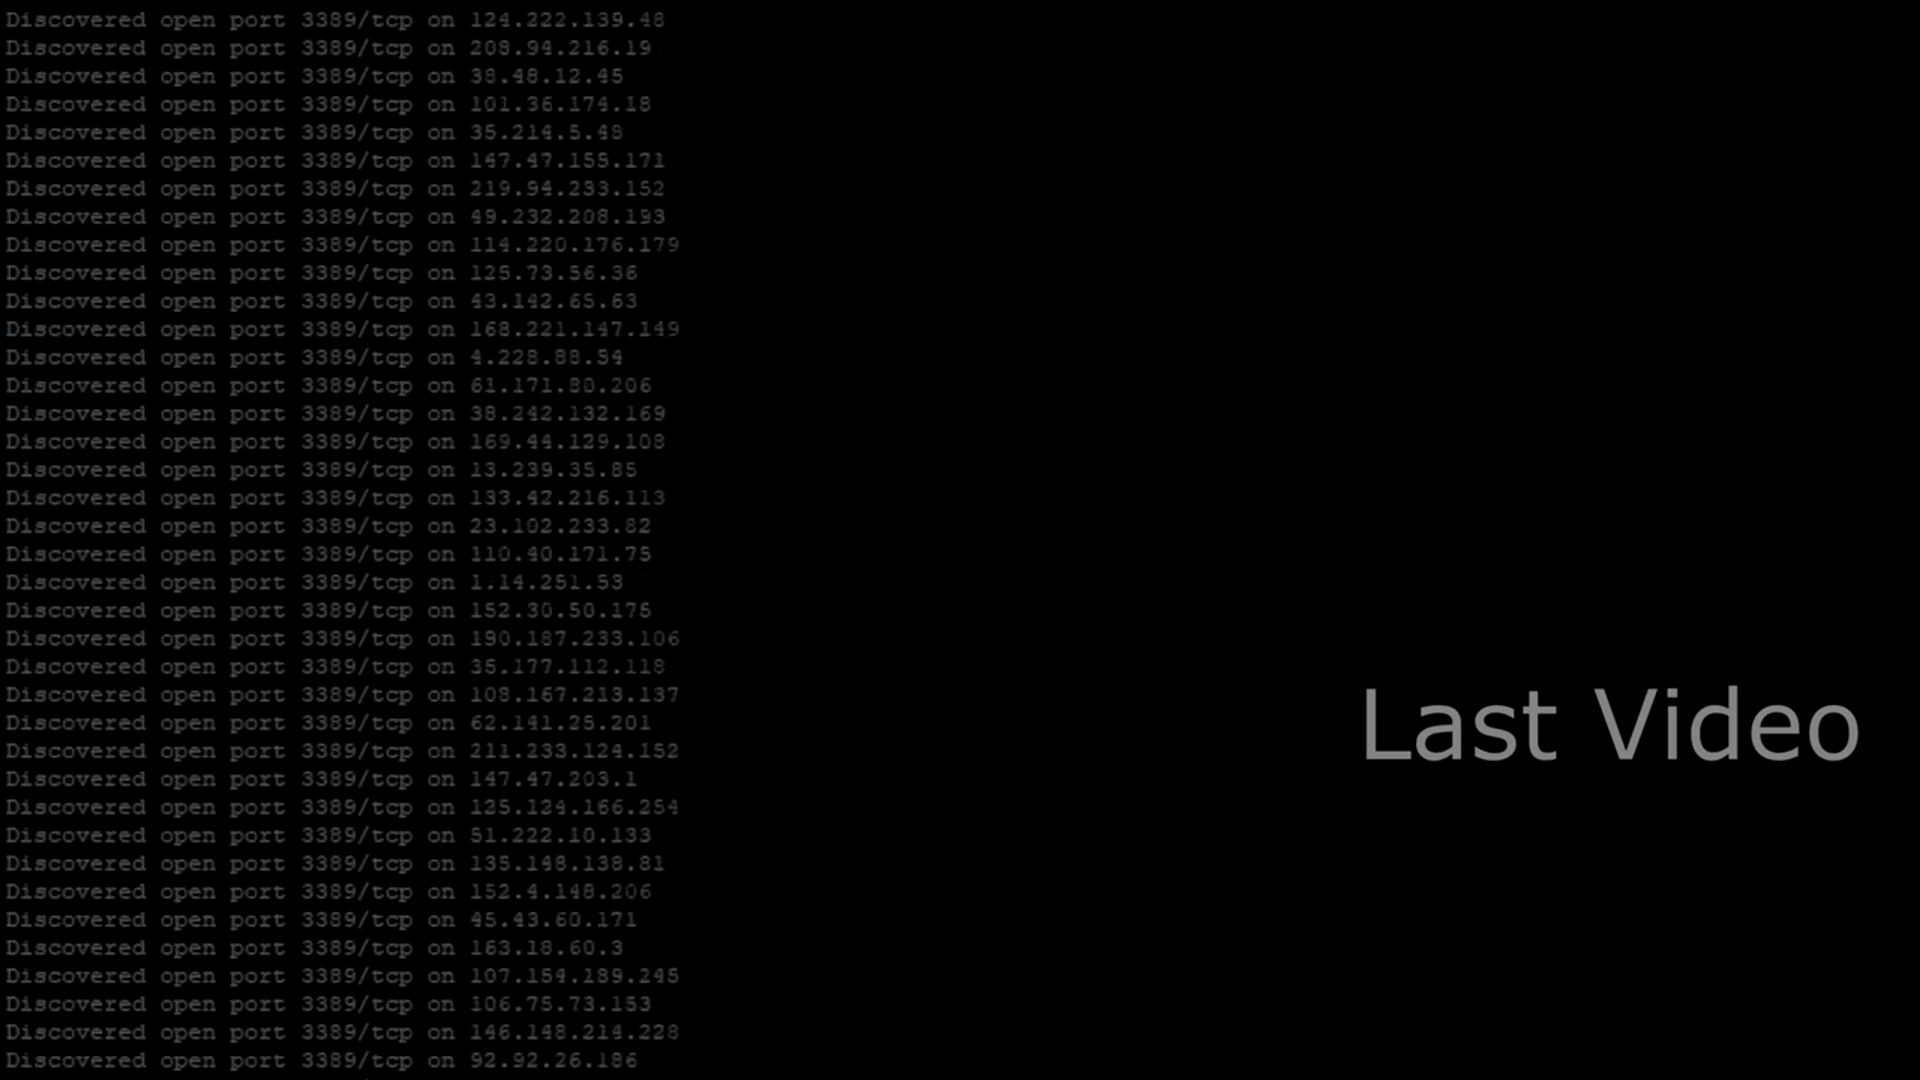 Discovered open port 3389/tcp on 124.222.139.48
Discovered open port 3389/tcp on 208.94.216.19
Discovered open port 3389/tcp on 38.48.12.45
Discovered open port 3389/tcp on 101.36.174.18
Discovered open port 3389/tcp on 35.214.5.48
Discovered open port 3389/tcp on 147.47.155.171
Discovered open port 3389/tcp on 219.94.233.152
Discovered open port 3389/tcp on 49.232.208.193
Discovered open port 3389/tcp on 114.220.176.179
Discovered open port 3389/tcp on 125.73.56.36
Discovered open port 3389/tcp on 43.142.65.63
Discovered open port 3389/tcp on 168.221.147.149
Discovered open port 3389/tcp on 4.228.88.54
Discovered open port 3389/tcp on 61.171.80.206
Discovered open port 3389/tcp on 38.242.132.169
Discovered open port 3389/tcp on 169.44.129.108
Discovered open port 3389/tcp on 13.239.35.85
Discovered open port 3389/tcp on 133.42.216.113
Discovered open port 3389/tcp on 23.102.233.82
Discovered open port 3389/tcp on 110.40.171.75
Discovered open port 3389/tcp on 1.14.251.53
Discovered open port 3389/tcp on 152.30.50.175
Discovered open port 3389/tcp on 190.187.233.106
Discovered open port 3389/tcp on 35.177.112.118
Discovered open port 3389/tcp on 108.167.213.137
Discovered open port 3389/tcp on 62.141.25.201
Discovered open port 3389/tcp on 211.233.124.152
Discovered open port 3389/tcp on 147.47.203.1
Discovered open port 3389/tcp on 125.124.166.254
Discovered open port 3389/tcp on 51.222.10.133
Discovered open port 3389/tcp on 135.148.138.81
Discovered open port 3389/tcp on 152.4.148.206
Discovered open port 3389/tcp on 45.43.60.171
Discovered open port 3389/tcp on 163.18.60.3
Discovered open port 3389/tcp on 107.154.189.245
Discovered open port 3389/tcp on 106.75.73.153
Discovered open port 3389/tcp on 146.148.214.228
Discovered open port 3389/tcp on 92.92.26.186
Last Video